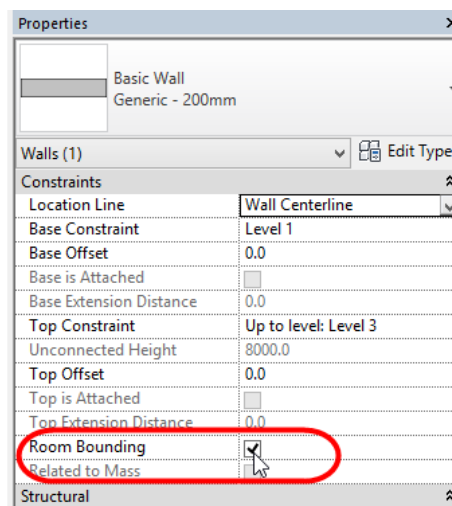 Properties
Basic Wall
Generic - 200mm
Walls (1) Edit Type
Constraints
Location Line Wall Centerline
Base Constraint Level 1
Base Offset 0.0
Base is Attached
Base Extension Distance 0.0
Top Constraint Up to level: Level 3
Unconnected Height 8000.0
Top Offset 0.0
Top is Attached
Top Extension Distance 0.0
Room Bounding
Related to Mass
Structural